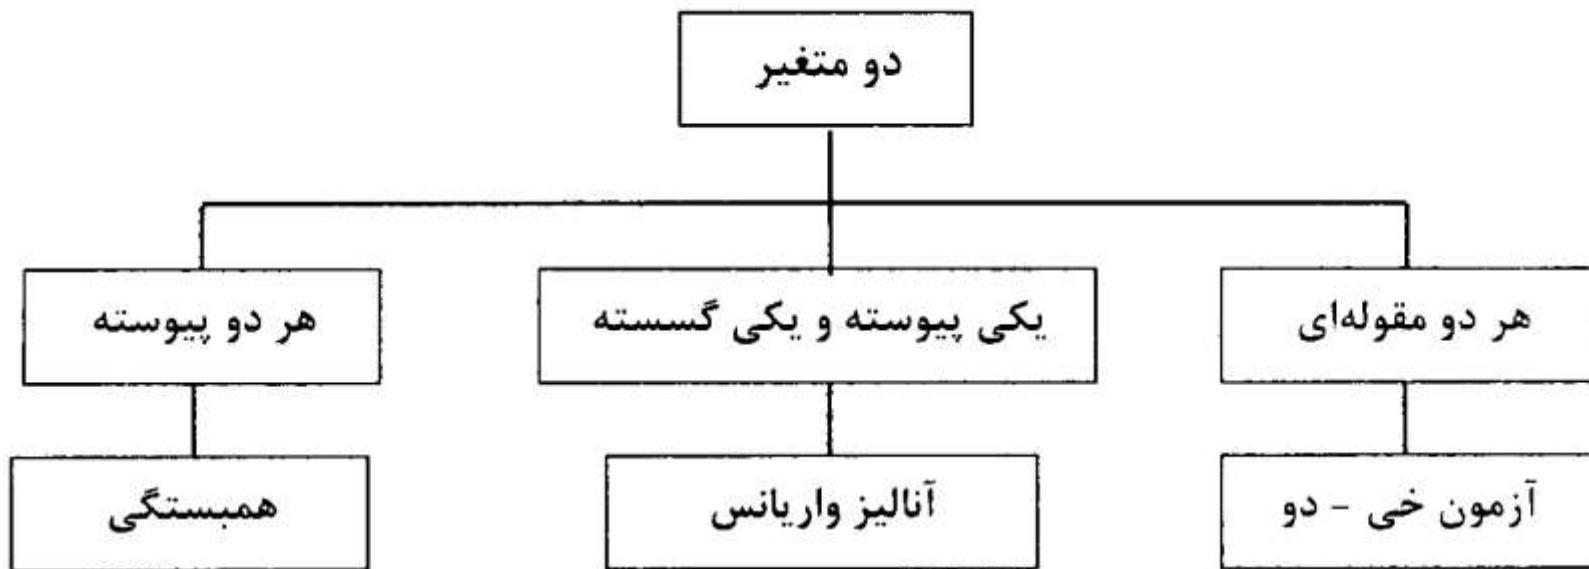 دو متغیر
هر دو مقوله‌ای
یکی پیوسته و یکی گسسته
هر دو پیوسته
آزمون خی - دو
آنالیز واریانس
همبستگی